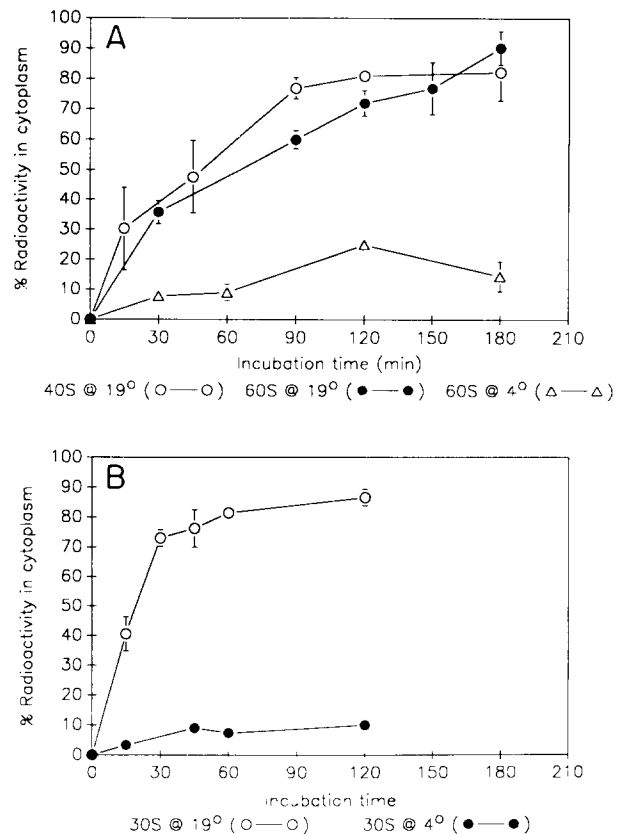 A
% Radioactivity in cytoplasm
100
90
80
70
60
50
40
30
20
10
0
0 30 60 90 120 150 180 210
Incubation time (min)
40S @ 19° (○——○) 60S @ 19° (●——●) 60S @ 4° (△——△)
B
% Radioactivity in cytoplasm
100
90
80
70
60
50
40
30
20
10
0
0 30 60 90 120 150 180 210
Incubation time
30S @ 19° (○——○) 30S @ 4° (●——●)